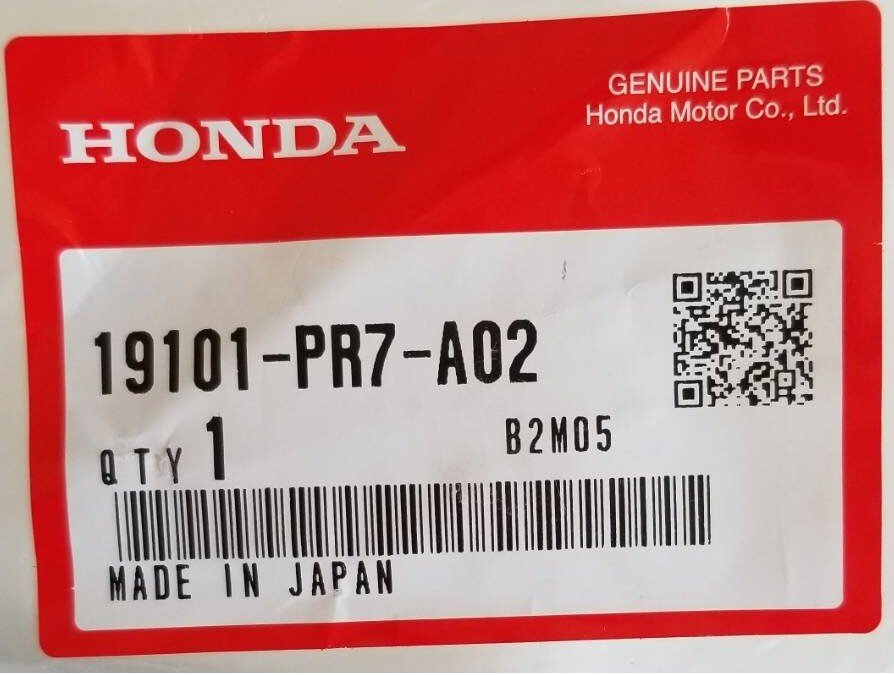 HONDA
GENUINE PARTS
Honda Motor Co., Ltd.
19101-PR7-A02
QTY 1
B2M05
MADE IN JAPAN